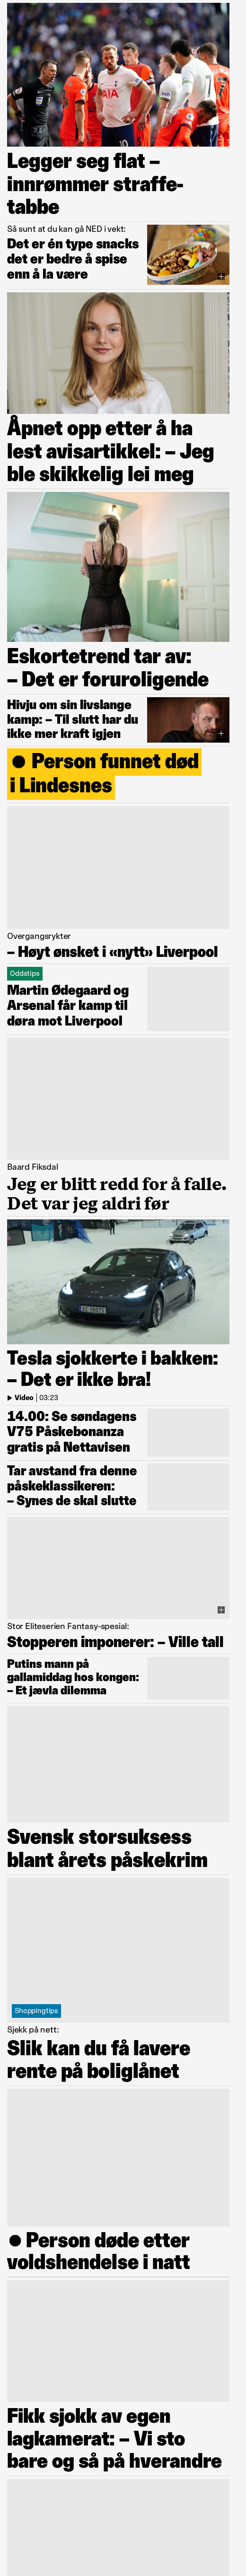 Legger seg flat –
innrømmer straffe-
tabbe
Så sunt at du kan gå NED i vekt:
Det er én type snacks
det er bedre å spise
enn å la være
Åpnet opp etter å ha
lest avisartikkel: – Jeg
ble skikkelig lei meg
Eskortetrend tar av:
– Det er foruroligende
Hivju om sin livslange
kamp: – Til slutt har du
ikke mer kraft igjen
Person funnet død
i Lindesnes
Overgangsrykter
– Høyt ønsket i «nytt» Liverpool
Oddstips
Martin Ødegaard og
Arsenal får kamp til
døra mot Liverpool
Baard Fiksdal
Jeg er blitt redd for å falle.
Det var jeg aldri før
Tesla sjokkerte i bakken:
– Det er ikke bra!
Video | 03:23
14.00: Se søndagens
V75 Påskebonanza
gratis på Nettavisen
Tar avstand fra denne
påskeklassikeren:
– Synes de skal slutte
Stor Eliteserien Fantasy-spesial:
Stopperen imponerer: – Ville tall
Putins mann på
gallamiddag hos kongen:
– Et jævla dilemma
Svensk storsuksess
blant årets påskekrim
Shoppingtips
Sjekk på nett:
Slik kan du få lavere
rente på boliglånet
Person døde etter
voldshendelse i natt
Fikk sjokk av egen
lagkamerat: – Vi sto
bare og så på hverandre